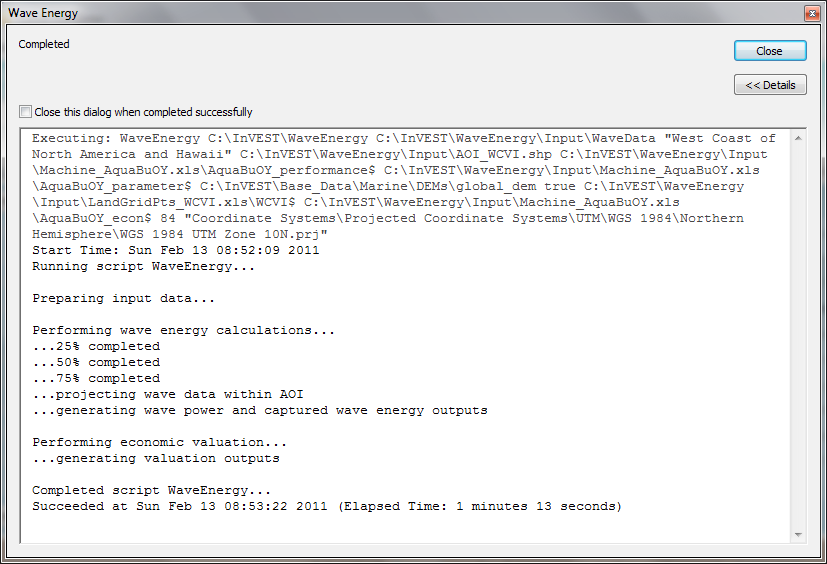 Wave Energy
Completed
Close
<< Details
Close this dialog when completed successfully
Executing: WaveEnergy C:\InVEST\WaveEnergy C:\InVEST\WaveEnergy\Input\WaveData "West Coast of
North America and Hawaii" C:\InVEST\WaveEnergy\Input\AOI_WCVI.shp C:\InVEST\WaveEnergy\Input
\Machine_AquaBuOY.xls\AquaBuOY_performance$ C:\InVEST\WaveEnergy\Input\Machine_AquaBuOY.xls
\AquaBuOY_parameter$ C:\InVEST\Base_Data\Marine\DEMs\global_dem true C:\InVEST\WaveEnergy
\Input\LandGridPts_WCVI.xls\WCVI$ C:\InVEST\WaveEnergy\Input\Machine_AquaBuOY.xls
\AquaBuOY_econ$ 84 "Coordinate Systems\Projected Coordinate Systems\UTM\WGS 1984\Northern
Hemisphere\WGS 1984 UTM Zone 10N.prj"
Start Time: Sun Feb 13 08:52:09 2011
Running script WaveEnergy...
Preparing input data...
Performing wave energy calculations...
...25% completed
...50% completed
...75% completed
...projecting wave data within AOI
...generating wave power and captured wave energy outputs
Performing economic valuation...
...generating valuation outputs
Completed script WaveEnergy...
Succeeded at Sun Feb 13 08:53:22 2011 (Elapsed Time: 1 minutes 13 seconds)